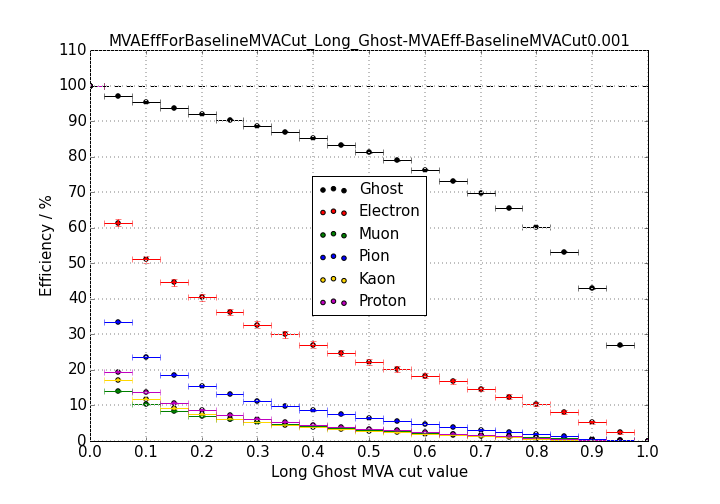 MVAEffForBaselineMVACut_Long_Ghost-MVAEff-BaselineMVACut0.001
110
100
90
80
70
60
50
40
30
20
10
0
Efficiency / %
Ghost
Electron
Muon
Pion
Kaon
Proton
0.0 0.1 0.2 0.3 0.4 0.5 0.6 0.7 0.8 0.9 1.0
Long Ghost MVA cut value